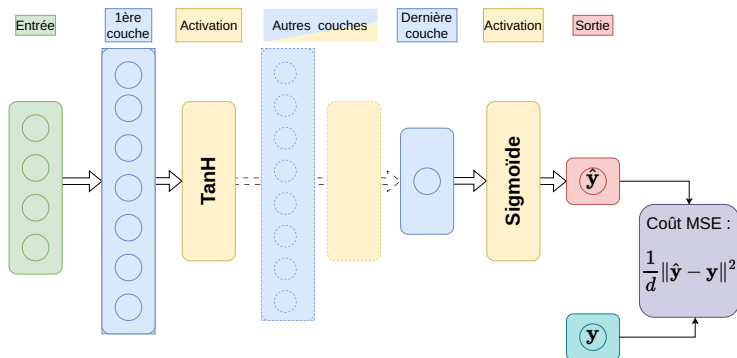 Entrée
1ère
couche
Activation
Autres couches
Dernière
couche
Activation
Sortie
TanH
Sigmoïde
ŷ
Coût MSE :
1/d ‖ŷ − y‖²
y